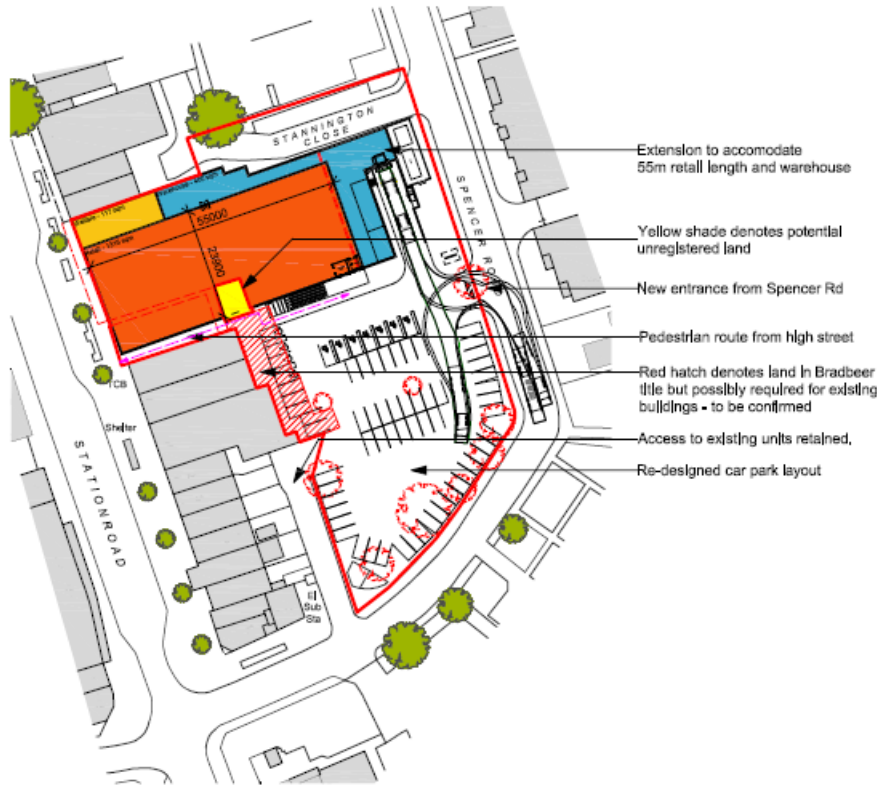 STANNINGTON
CLOSE
Extension to accomodate
55m retail length and warehouse
SPENCER RO
55000
23900
Yellow shade denotes potential
unregistered land
New entrance from Spencer Rd
Pedestrian route from high street
Red hatch denotes land in Bradbeer
title but possibly required for existing
buildings - to be confirmed
TCB
Shelter
Access to existing units retained.
Re-designed car park layout
STATIONROAD
El
Sub
Sta